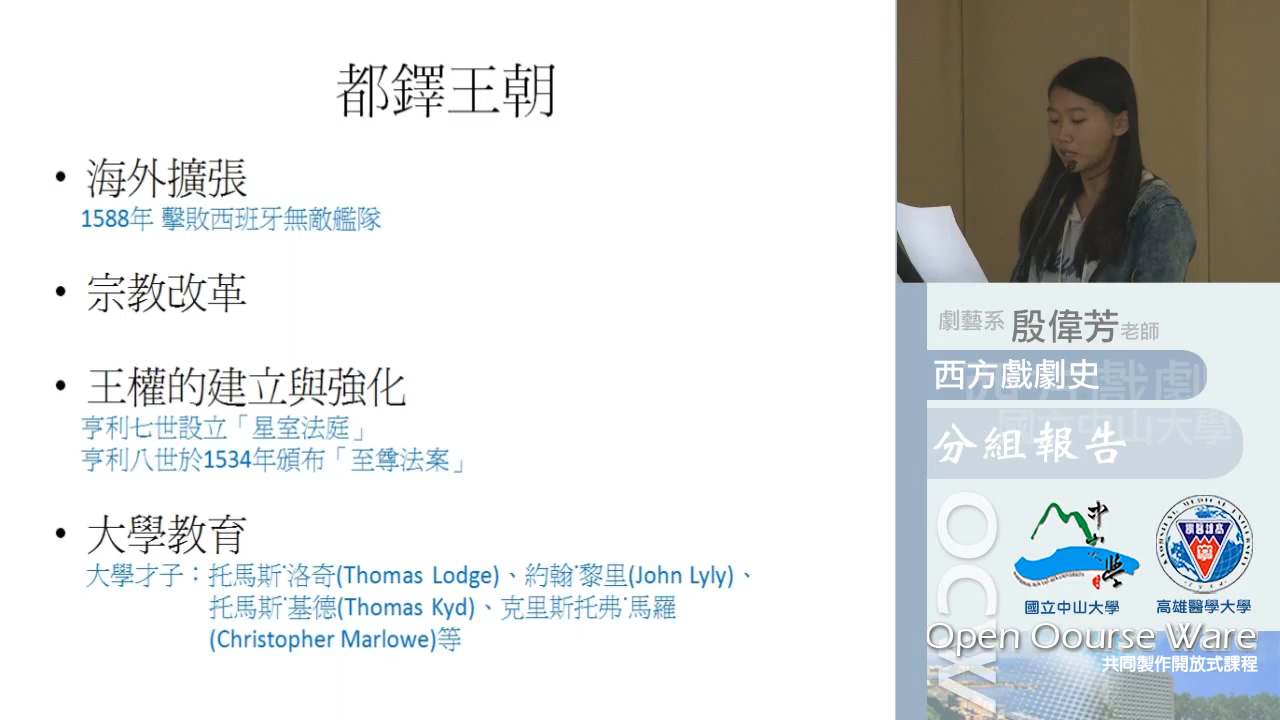 都鐸王朝
• 海外擴張
1588年 擊敗西班牙無敵艦隊
• 宗教改革
• 王權的建立與強化
亨利七世設立「星室法庭」
亨利八世於1534年頒布「至尊法案」
• 大學教育
大學才子：托馬斯˙洛奇(Thomas Lodge)、約翰˙黎里(John Lyly)、
托馬斯˙基德(Thomas Kyd)、克里斯托弗˙馬羅
(Christopher Marlowe)等
劇藝系 殷偉芳老師
西方戲劇史
分組報告
OCW
國立中山大學
高雄醫學大學
Open Oourse Ware
共同製作開放式課程